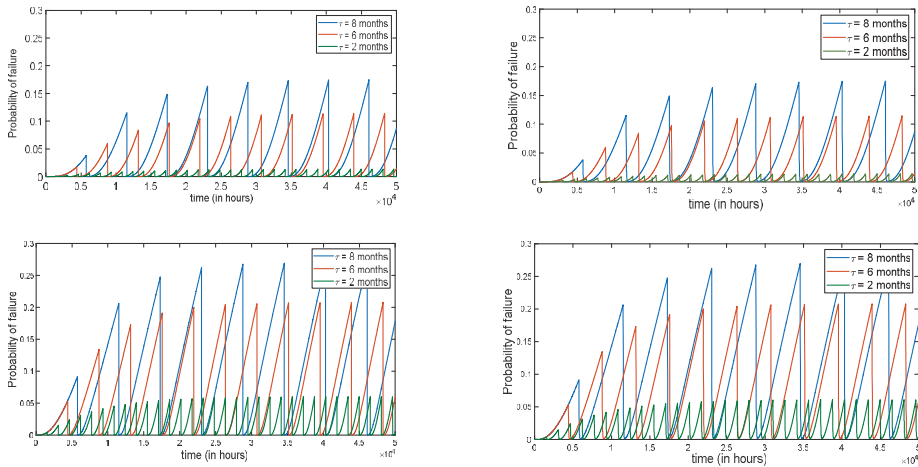 0.3
0.25
0.2
0.15
0.1
0.05
0
Probability of failure
τ = 8 months
τ = 6 months
τ = 2 months
0 0.5 1 1.5 2 2.5 3 3.5 4 4.5 5
time (in hours)
×10⁴
0.3
0.25
0.2
0.15
0.1
0.05
0
Probability of failure
τ = 8 months
τ = 6 months
τ = 2 months
0 0.5 1 1.5 2 2.5 3 3.5 4 4.5 5
time (in hours)
×10⁴
0.3
0.25
0.2
0.15
0.1
0.05
0
Probability of failure
τ = 8 months
τ = 6 months
τ = 2 months
0 0.5 1 1.5 2 2.5 3 3.5 4 4.5 5
time (in hours)
×10⁴
0.3
0.25
0.2
0.15
0.1
0.05
0
Probability of failure
τ = 8 months
τ = 6 months
τ = 2 months
0 0.5 1 1.5 2 2.5 3 3.5 4 4.5 5
time (in hours)
×10⁴